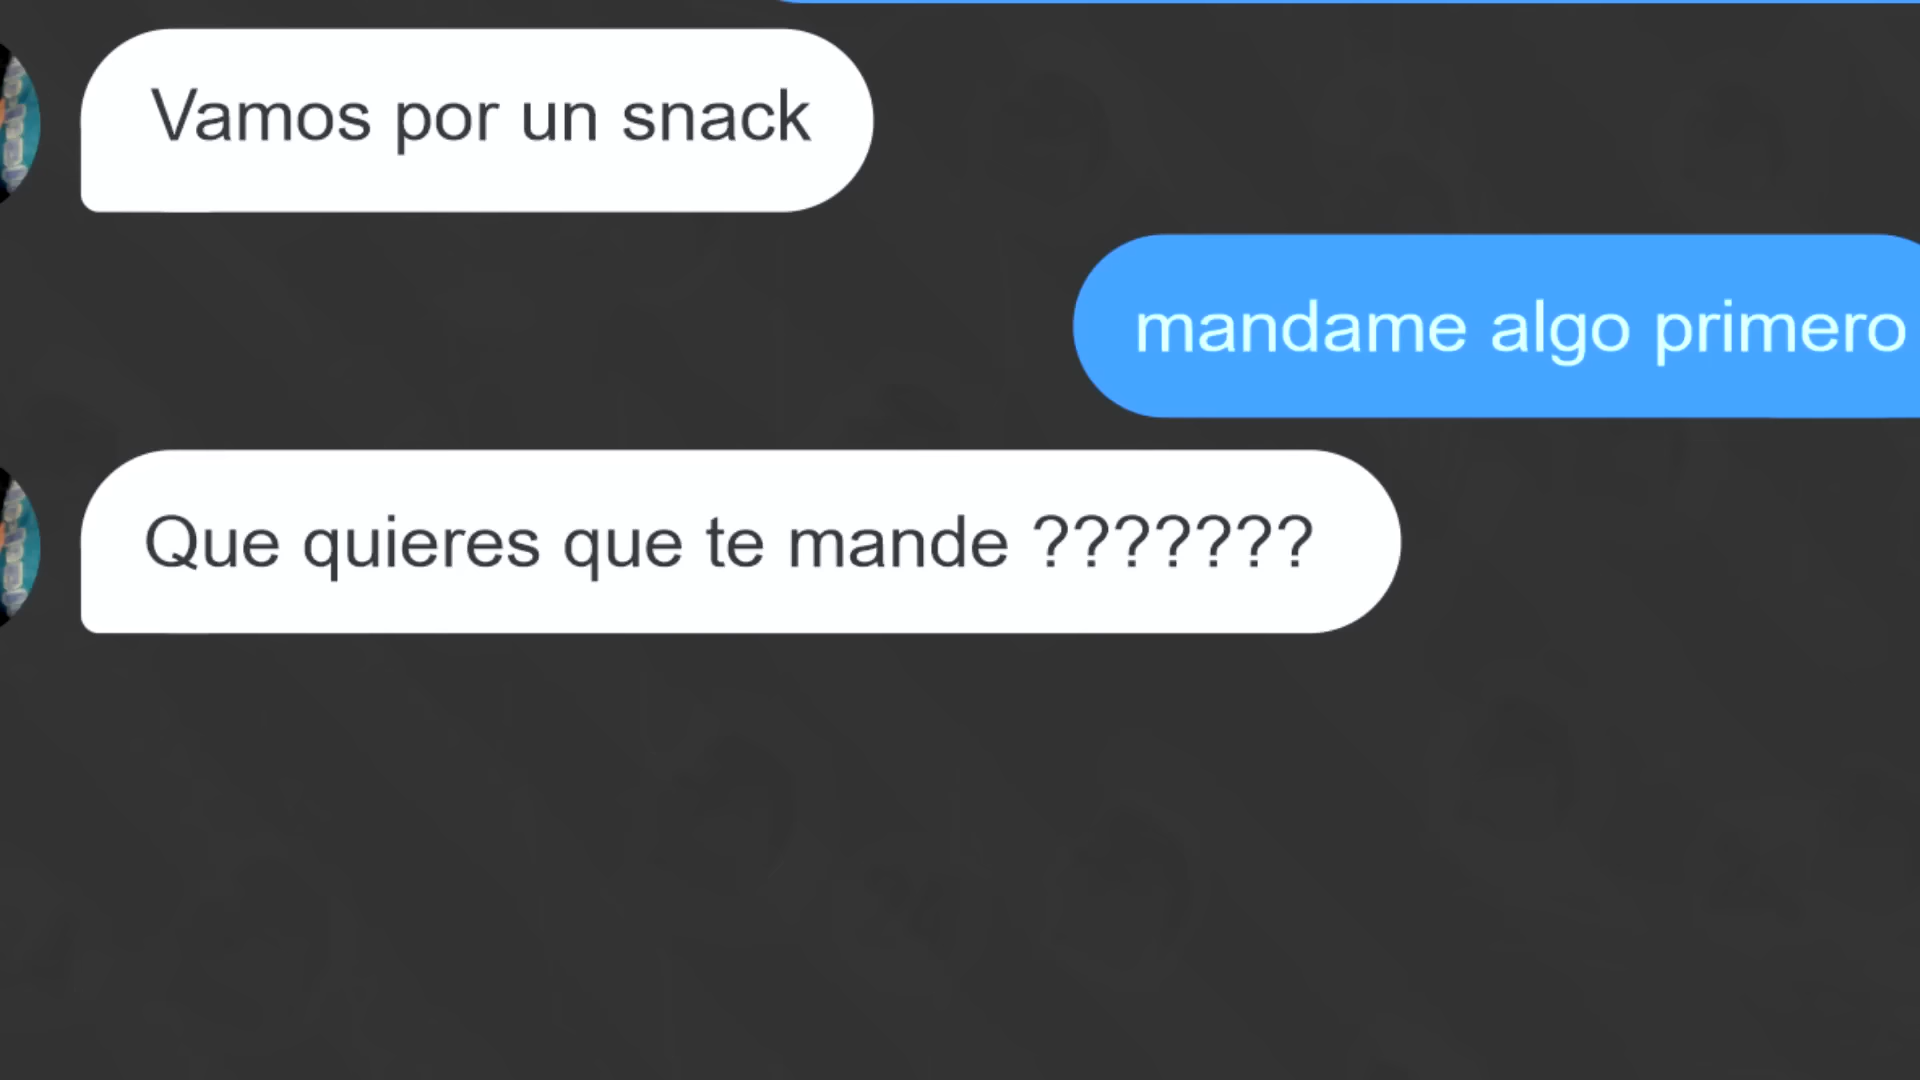 Vamos por un snack
mandame algo primero
Que quieres que te mande ???????